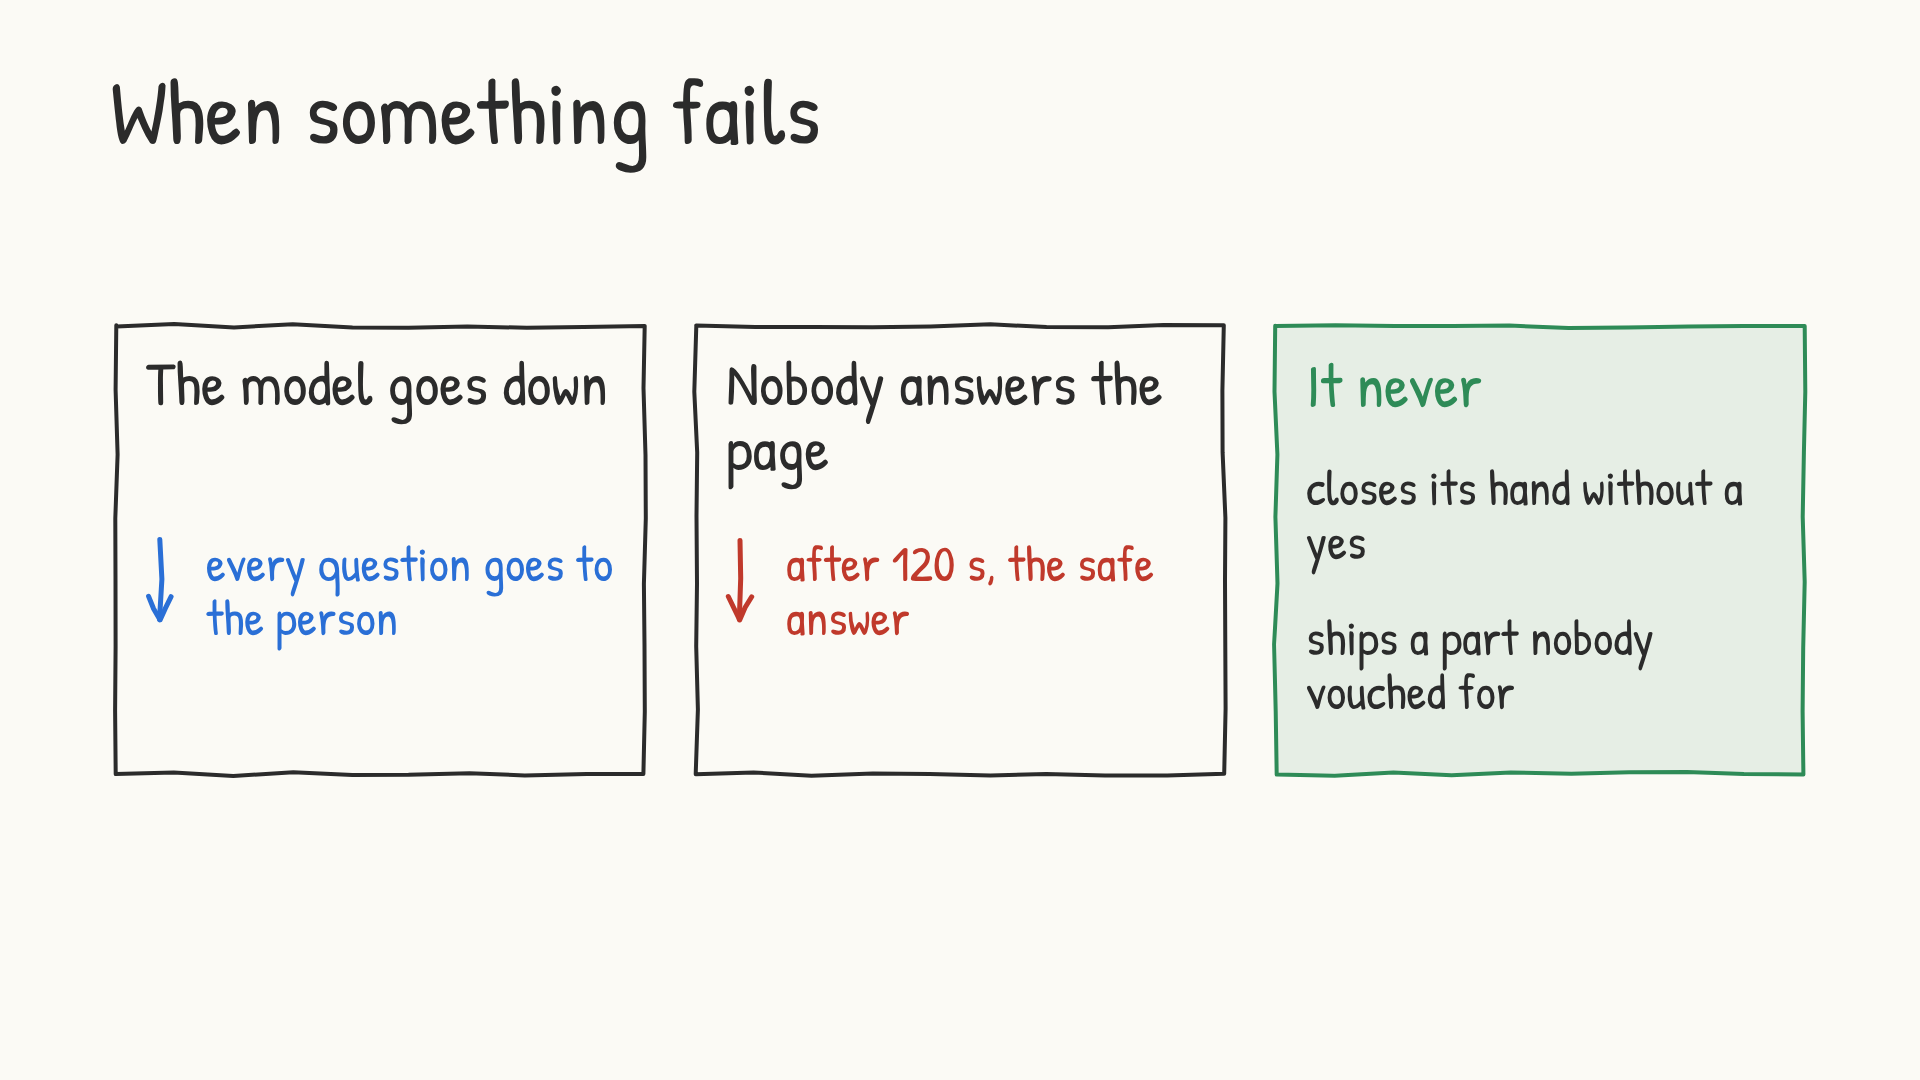 When something fails
The model goes down
every question goes to
the person
Nobody answers the
page
after 120 s, the safe
answer
It never
closes its hand without a
yes
ships a part nobody
vouched for